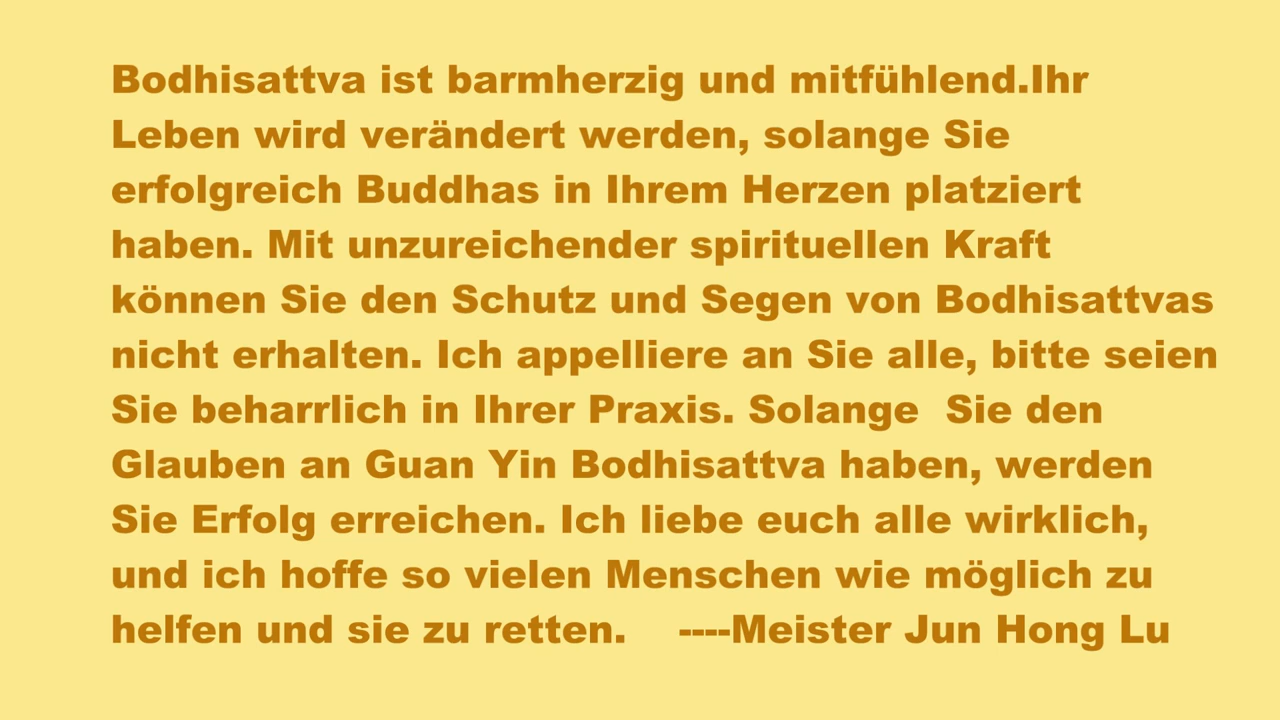 Bodhisattva ist barmherzig und mitfühlend.Ihr
Leben wird verändert werden, solange Sie
erfolgreich Buddhas in Ihrem Herzen platziert
haben. Mit unzureichender spirituellen Kraft
können Sie den Schutz und Segen von Bodhisattvas
nicht erhalten. Ich appelliere an Sie alle, bitte seien
Sie beharrlich in Ihrer Praxis. Solange  Sie den
Glauben an Guan Yin Bodhisattva haben, werden
Sie Erfolg erreichen. Ich liebe euch alle wirklich,
und ich hoffe so vielen Menschen wie möglich zu
helfen und sie zu retten.    ----Meister Jun Hong Lu